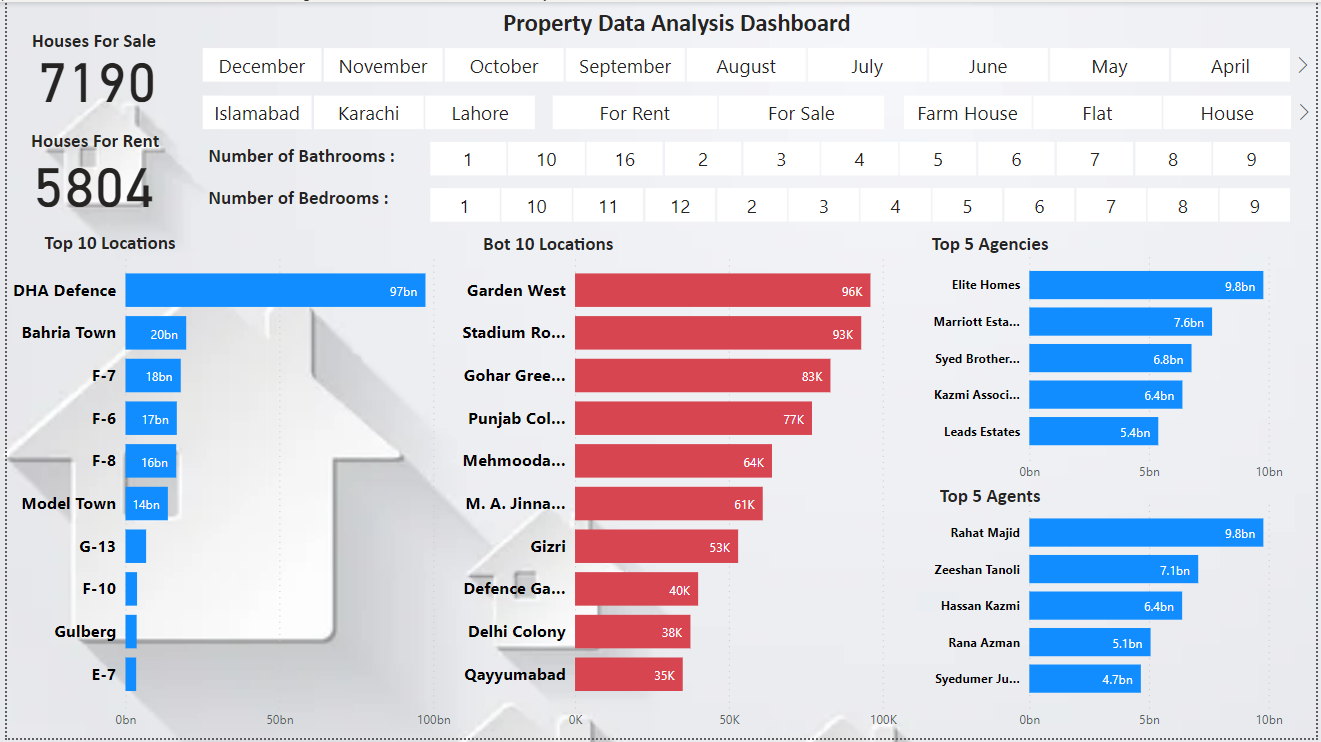 Property Data Analysis Dashboard
Houses For Sale
7190
Houses For Rent
5804
December November October September August July June May April
Islamabad Karachi Lahore For Rent For Sale Farm House Flat House
Number of Bathrooms : 1 10 16 2 3 4 5 6 7 8 9
Number of Bedrooms : 1 10 11 12 2 3 4 5 6 7 8 9
Top 10 Locations
DHA Defence 97bn
Bahria Town 20bn
F-7 18bn
F-6 17bn
F-8 16bn
Model Town 14bn
G-13
F-10
Gulberg
E-7
0bn 50bn 100bn
Bot 10 Locations
Garden West 96K
Stadium Ro... 93K
Gohar Gree... 83K
Punjab Col... 77K
Mehmooda... 64K
M. A. Jinna... 61K
Gizri 53K
Defence Ga... 40K
Delhi Colony 38K
Qayyumabad 35K
0K 50K 100K
Top 5 Agencies
Elite Homes 9.8bn
Marriott Esta... 7.6bn
Syed Brother... 6.8bn
Kazmi Associ... 6.4bn
Leads Estates 5.4bn
0bn 5bn 10bn
Top 5 Agents
Rahat Majid 9.8bn
Zeeshan Tanoli 7.1bn
Hassan Kazmi 6.4bn
Rana Azman 5.1bn
Syedumer Ju... 4.7bn
0bn 5bn 10bn